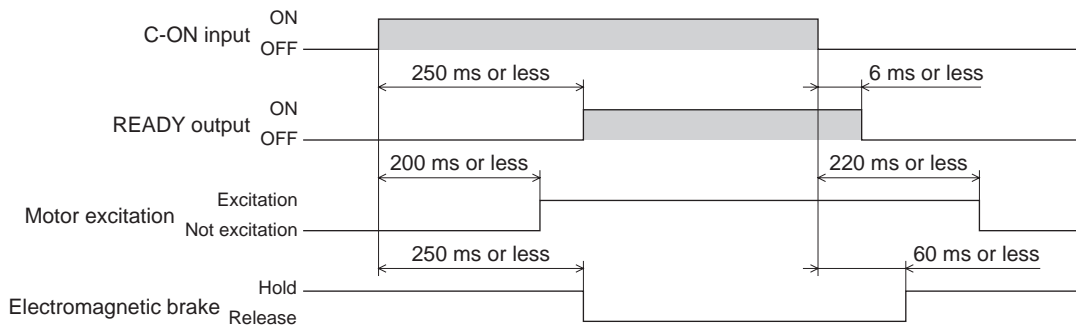 ON
C-ON input
OFF
250 ms or less
6 ms or less
ON
READY output
OFF
200 ms or less
220 ms or less
Excitation
Motor excitation
Not excitation
250 ms or less
60 ms or less
Hold
Electromagnetic brake
Release